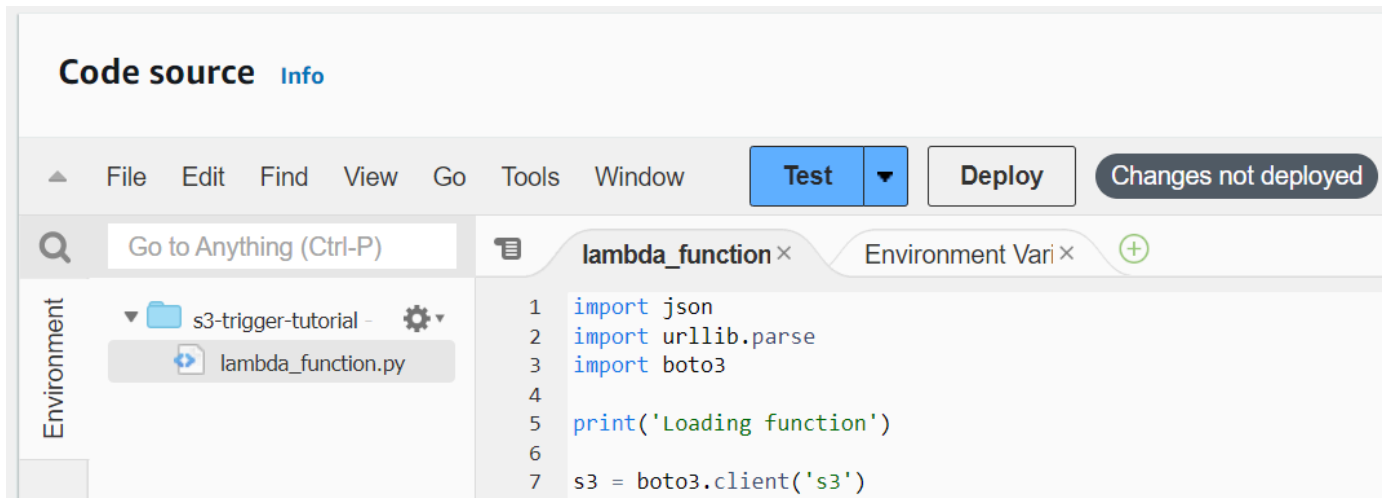 Code source Info
File Edit Find View Go Tools Window Test Deploy Changes not deployed
Go to Anything (Ctrl-P) lambda_function Environment Vari
Environment
s3-trigger-tutorial -
lambda_function.py
1 import json
2 import urllib.parse
3 import boto3
4
5 print('Loading function')
6
7 s3 = boto3.client('s3')